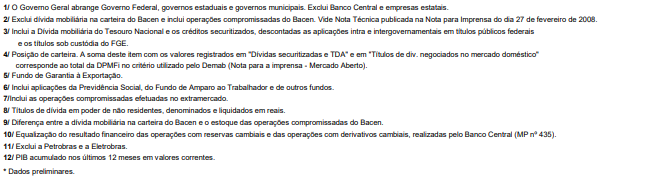 1/ O Governo Geral abrange Governo Federal, governos estaduais e governos municipais. Exclui Banco Central e empresas estatais.
2/ Exclui dívida mobiliária na carteira do Bacen e inclui operações compromissadas do Bacen. Vide Nota Técnica publicada na Nota para Imprensa do dia 27 de fevereiro de 2008.
3/ Inclui a Dívida mobiliária do Tesouro Nacional e os créditos securitizados, descontadas as aplicações intra e intergovernamentais em títulos públicos federais
e os títulos sob custódia do FGE.
4/ Posição de carteira. A soma deste item com os valores registrados em "Dívidas securitizadas e TDA" e em "Títulos de div. negociados no mercado doméstico"
corresponde ao total da DPMFi no critério utilizado pelo Demab (Nota para a imprensa - Mercado Aberto).
5/ Fundo de Garantia à Exportação.
6/ Inclui aplicações da Previdência Social, do Fundo de Amparo ao Trabalhador e de outros fundos.
7/Inclui as operações compromissadas efetuadas no extramercado.
8/ Títulos de dívida em poder de não residentes, denominados e liquidados em reais.
9/ Diferença entre a dívida mobiliária na carteira do Bacen e o estoque das operações compromissadas do Bacen.
10/ Equalização do resultado financeiro das operações com reservas cambiais e das operações com derivativos cambiais, realizadas pelo Banco Central (MP nº 435).
11/ Exclui a Petrobras e a Eletrobras.
12/ PIB acumulado nos últimos 12 meses em valores correntes.
* Dados preliminares.